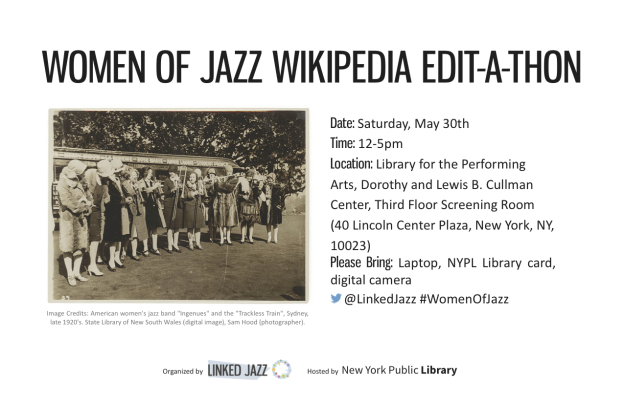 WOMEN OF JAZZ WIKIPEDIA EDIT-A-THON
Date: Saturday, May 30th
Time: 12-5pm
Location: Library for the Performing
Arts, Dorothy and Lewis B. Cullman
Center, Third Floor Screening Room
(40 Lincoln Center Plaza, New York, NY,
10023)
Please Bring: Laptop, NYPL Library card,
digital camera
@LinkedJazz #WomenOfJazz
Image Credits: American women's jazz band "Ingenues" and the "Trackless Train", Sydney,
late 1920's. State Library of New South Wales (digital image), Sam Hood (photographer).
Organized by LINKED JAZZ Hosted by New York Public Library